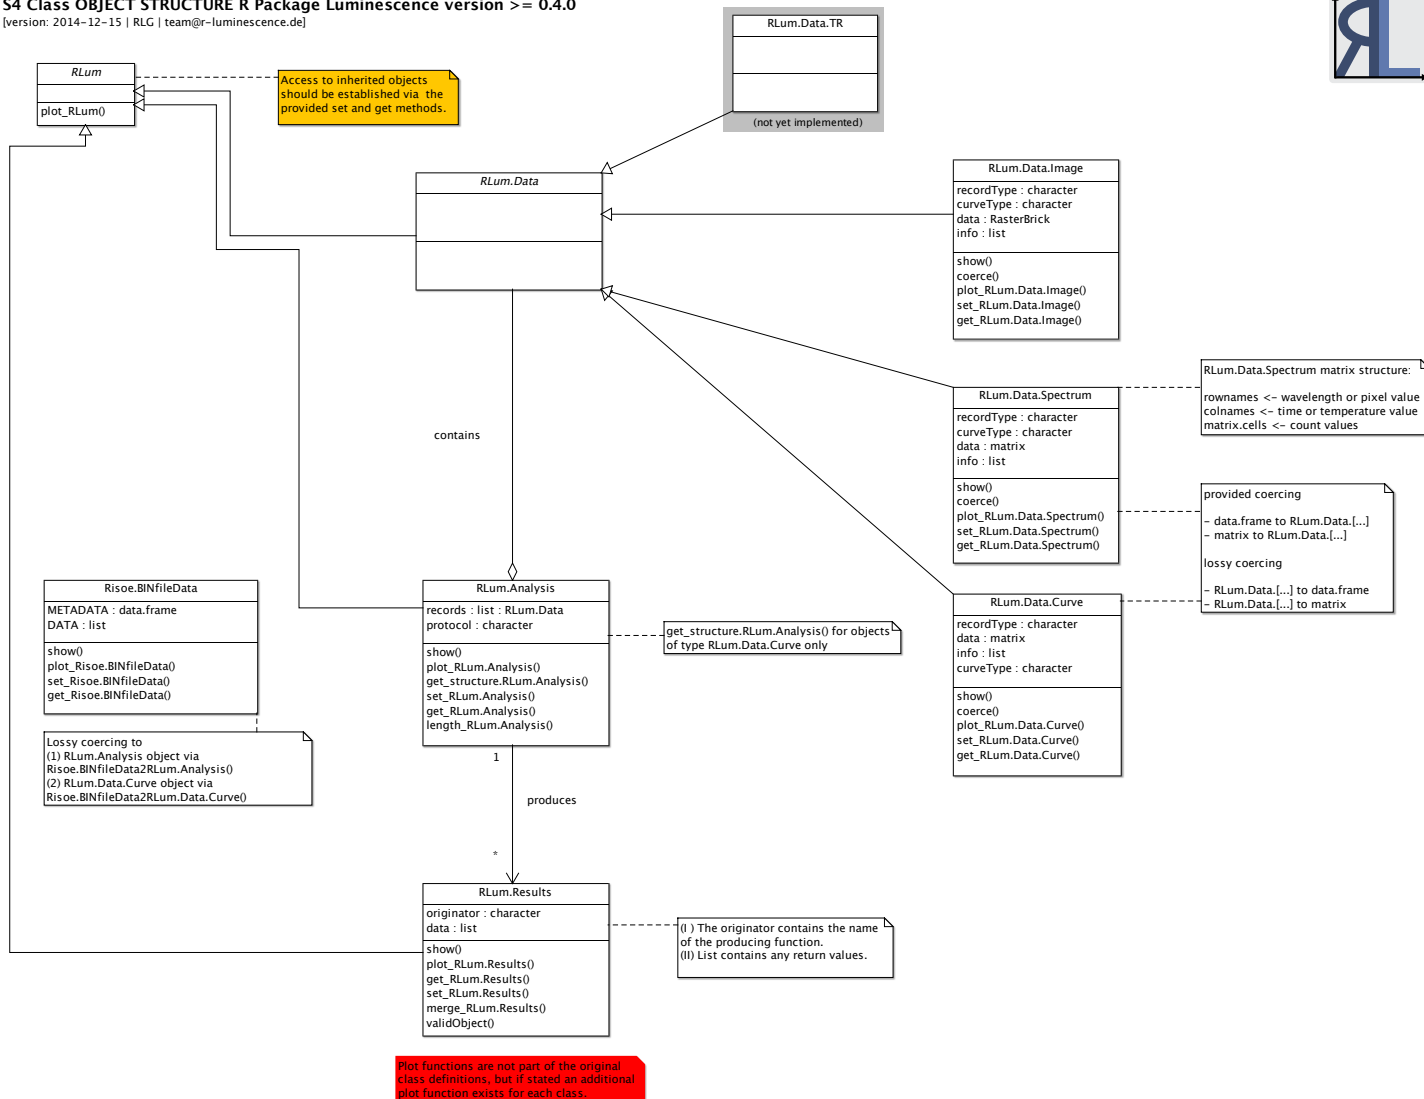 S4 Class OBJECT STRUCTURE R Package Luminescence version >= 0.4.0
[version: 2014-12-15 | RLG | team@r-luminescence.de]
RLum
plot_RLum()
Access to inherited objects
should be established via  the
provided set and get methods.
RLum.Data.TR
(not yet implemented)
RL
RLum.Data
RLum.Data.Image
recordType : character
curveType : character
data : RasterBrick
info : list
show()
coerce()
plot_RLum.Data.Image()
set_RLum.Data.Image()
get_RLum.Data.Image()
contains
RLum.Data.Spectrum
recordType : character
curveType : character
data : matrix
info : list
show()
coerce()
plot_RLum.Data.Spectrum()
set_RLum.Data.Spectrum()
get_RLum.Data.Spectrum()
RLum.Data.Spectrum matrix structure:
rownames <- wavelength or pixel value
colnames <- time or temperature value
matrix.cells <- count values
provided coercing
- data.frame to RLum.Data.[...]
- matrix to RLum.Data.[...]
lossy coercing
- RLum.Data.[...] to data.frame
- RLum.Data.[...] to matrix
Risoe.BINfileData
METADATA : data.frame
DATA : list
show()
plot_Risoe.BINfileData()
set_Risoe.BINfileData()
get_Risoe.BINfileData()
Lossy coercing to
(1) RLum.Analysis object via
Risoe.BINfileData2RLum.Analysis()
(2) RLum.Data.Curve object via
Risoe.BINfileData2RLum.Data.Curve()
RLum.Analysis
records : list : RLum.Data
protocol : character
show()
plot_RLum.Analysis()
get_structure.RLum.Analysis()
set_RLum.Analysis()
get_RLum.Analysis()
length_RLum.Analysis()
get_structure.RLum.Analysis() for objects
of type RLum.Data.Curve only
RLum.Data.Curve
recordType : character
data : matrix
info : list
curveType : character
show()
coerce()
plot_RLum.Data.Curve()
set_RLum.Data.Curve()
get_RLum.Data.Curve()
1
produces
*
RLum.Results
originator : character
data : list
show()
plot_RLum.Results()
get_RLum.Results()
set_RLum.Results()
merge_RLum.Results()
validObject()
(I ) The originator contains the name
of the producing function.
(II) List contains any return values.
Plot functions are not part of the original
class definitions, but if stated an additional
plot function exists for each class.